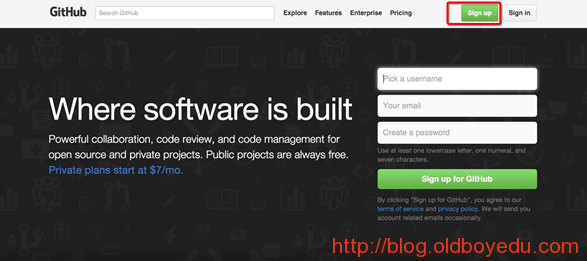 GitHub
Search GitHub
Explore Features Enterprise Pricing
Sign up
Sign in
Where software is built
Powerful collaboration, code review, and code management for
open source and private projects. Public projects are always free.
Private plans start at $7/mo.
Pick a username
Your email
Create a password
Use at least one lowercase letter, one numeral, and
seven characters.
Sign up for GitHub
By clicking "Sign up for GitHub", you agree to our
terms of service and privacy policy. We will send you
account related emails occasionally.
http://blog.oldboyedu.com